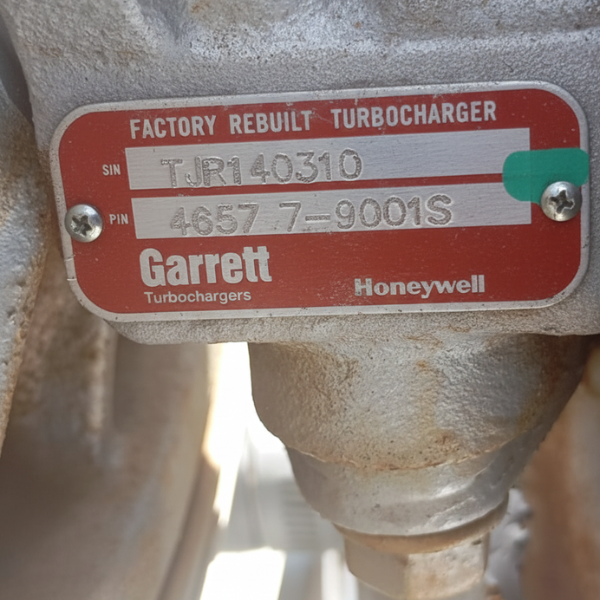 FACTORY REBUILT TURBOCHARGER
S/N TJR140310
P/N 4657 7-9001S
Garrett
Turbochargers
Honeywell